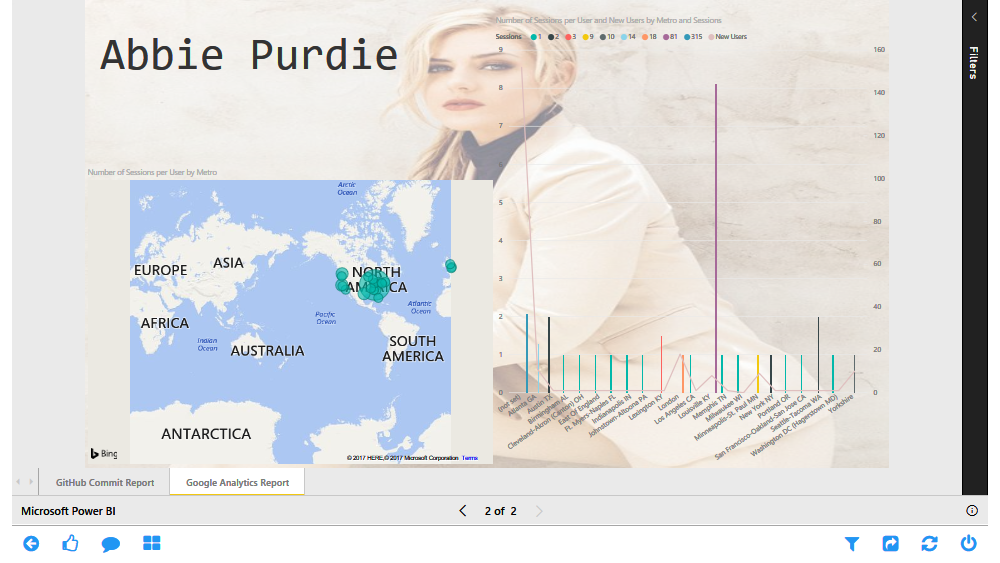 Abbie Purdie
Number of Sessions per User and New Users by Metro and Sessions
Sessions 1 2 3 9 10 14 18 81 315 New Users
9
8
7
6
5
4
3
2
1
0
160
140
120
100
80
60
40
20
0
(not set)
Atlanta GA
Austin TX
Birmingham AL
Cleveland-Akron (Canton) OH
East Of England
Ft. Myers-Naples FL
Indianapolis IN
Johnstown-Altoona PA
Lexington KY
London
Los Angeles CA
Louisville KY
Memphis TN
Milwaukee WI
Minneapolis-St. Paul MN
New York NY
Portland OR
San Francisco-Oakland-San Jose CA
Seattle-Tacoma WA
Washington DC (Hagerstown MD)
Yorkshire
Filters
Number of Sessions per User by Metro
Arctic
Ocean
EUROPE
ASIA
NORTH
AMERICA
Atlantic
Ocean
Pacific
Ocean
AFRICA
Indian
Ocean
AUSTRALIA
SOUTH
AMERICA
ANTARCTICA
Bing
© 2017 HERE, © 2017 Microsoft Corporation Terms
GitHub Commit Report
Google Analytics Report
Microsoft Power BI
2 of 2